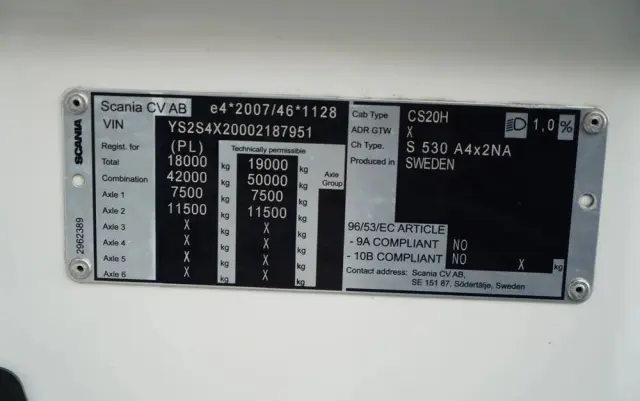 SCANIA
2962389
Scania CV AB e4*2007/46*1128
VIN YS2S4X20002187951
Regist. for (PL) Technically permissible
Total 18000 kg 19000 kg
Combination 42000 kg 50000 kg Axle Group
Axle 1 7500 kg 7500 kg
Axle 2 11500 kg 11500 kg
Axle 3 X kg X kg
Axle 4 X kg X kg
Axle 5 X kg X kg
Axle 6 X kg X kg
Cab Type CS20H 1,0 %
ADR GTW X
Ch Type. S 530 A4x2NA
Produced in SWEDEN
96/53/EC ARTICLE
- 9A COMPLIANT NO
- 10B COMPLIANT NO X kg
Contact address: Scania CV AB,
SE 151 87, Södertälje, Sweden